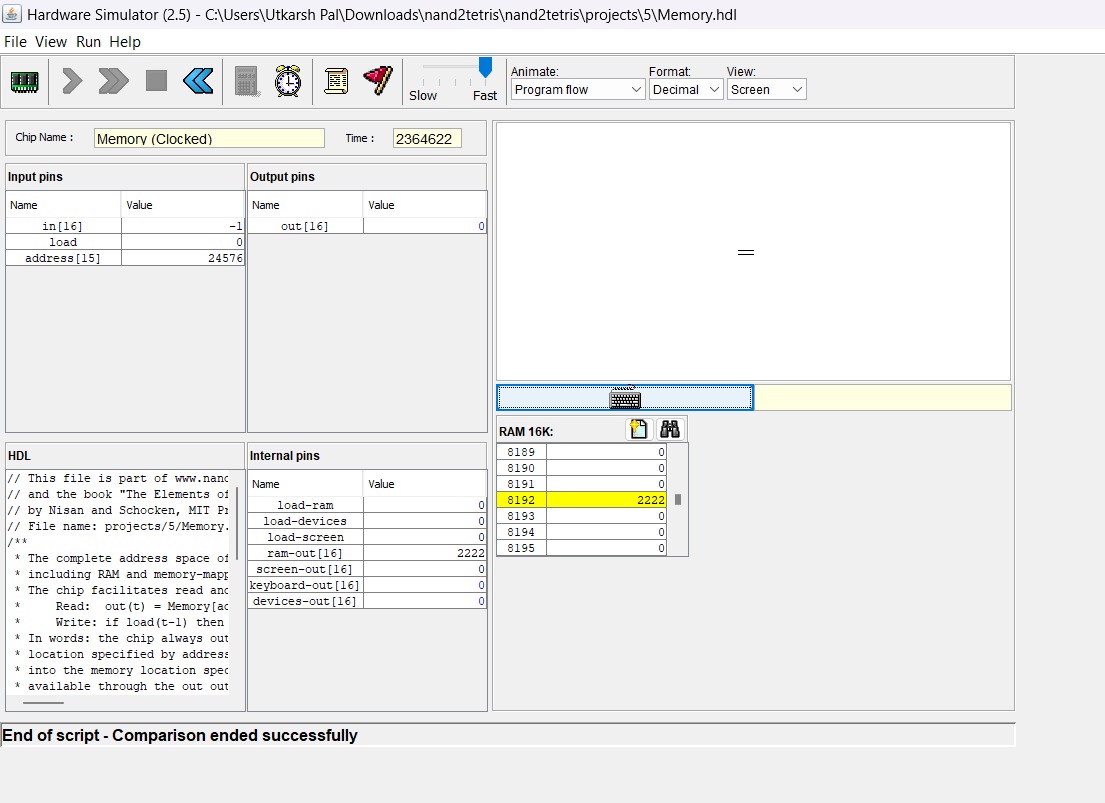 Hardware Simulator (2.5) - C:\Users\Utkarsh Pal\Downloads\nand2tetris\nand2tetris\projects\5\Memory.hdl
File View Run Help
Slow Fast
Animate: Format: View:
Program flow Decimal Screen
Chip Name : Memory (Clocked) Time : 2364622
Input pins
Name Value
in[16] -1
load 0
address[15] 24576
Output pins
Name Value
out[16] 0
HDL
// This file is part of www.nand
// and the book "The Elements of
// by Nisan and Schocken, MIT Pr
// File name: projects/5/Memory.
/**
* The complete address space of
* including RAM and memory-mapp
* The chip facilitates read and
* Read: out(t) = Memory[ad
* Write: if load(t-1) then
* In words: the chip always out
* location specified by address
* into the memory location spec
* available through the out out
Internal pins
Name Value
load-ram 0
load-devices 0
load-screen 0
ram-out[16] 2222
screen-out[16] 0
keyboard-out[16] 0
devices-out[16] 0
RAM 16K:
8189 0
8190 0
8191 0
8192 2222
8193 0
8194 0
8195 0
End of script - Comparison ended successfully